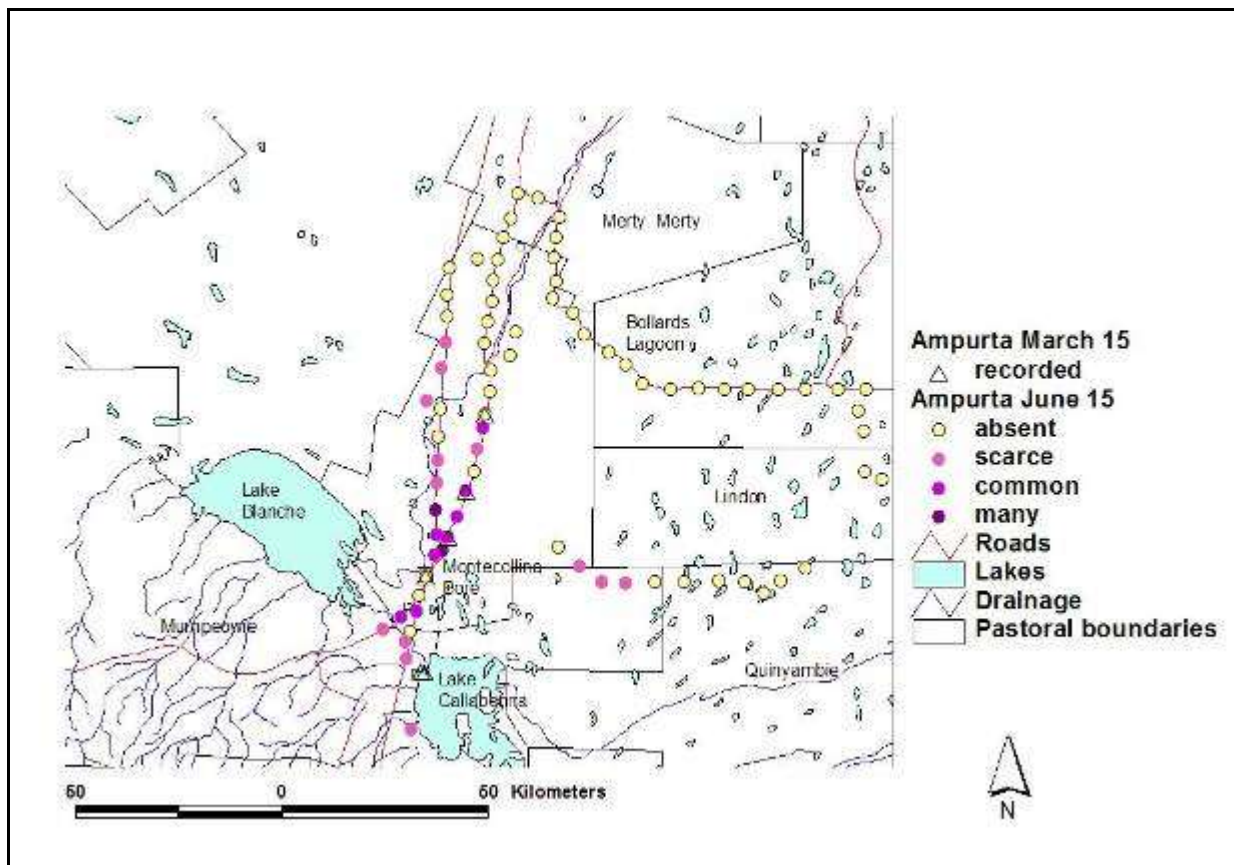 Merty Merty
Bollards
Lagoon
Lake
Blanche
Lindon
Montecollina
Bore
Murnpeowie
Quinyambie
Lake
Callabonna
Ampurta March 15
recorded
Ampurta June 15
absent
scarce
common
many
Roads
Lakes
Drainage
Pastoral boundaries
60 0 60 Kilometers
N